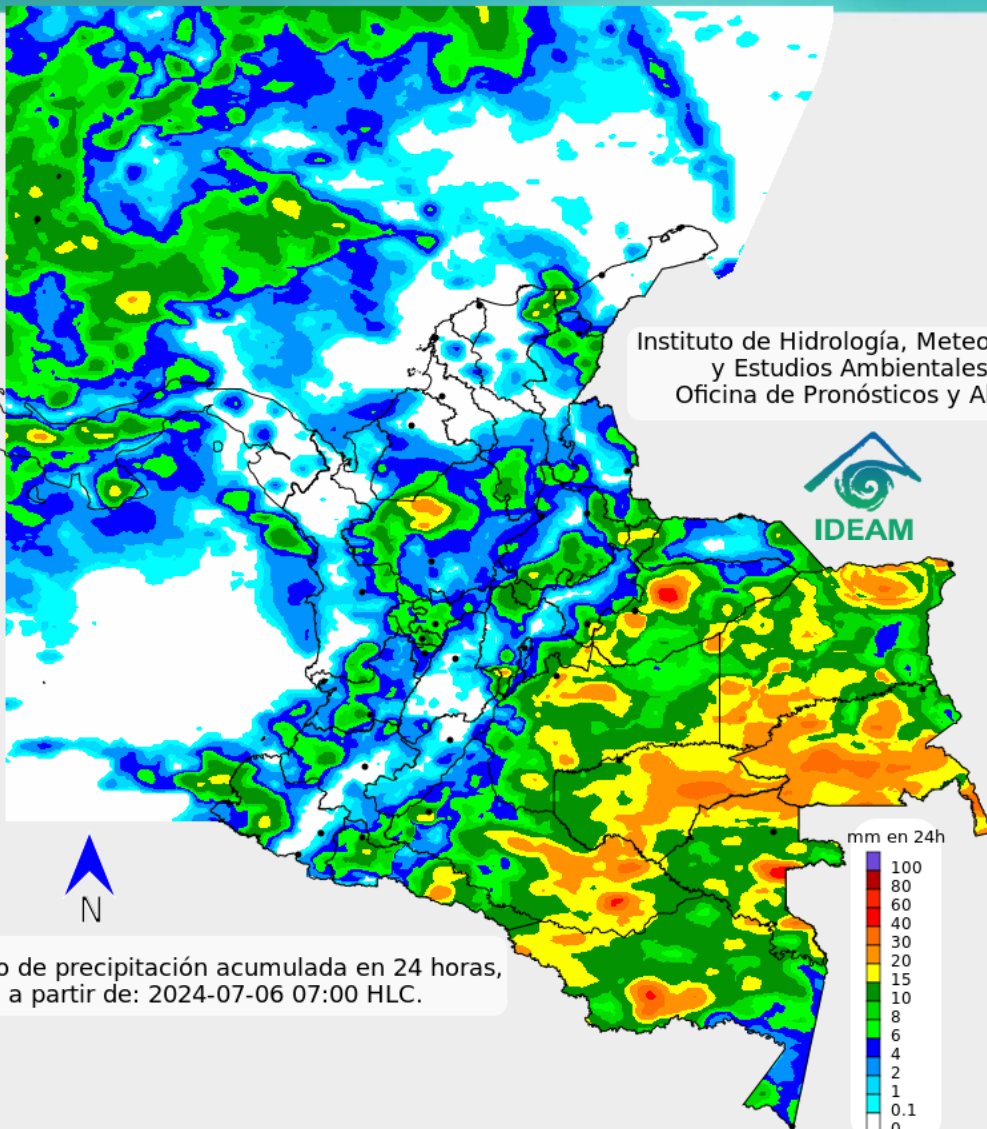 Instituto de Hidrología, Meteo
y Estudios Ambientales
Oficina de Pronósticos y Al
IDEAM
mm en 24h
100
80
60
40
30
20
15
10
8
6
4
2
1
0.1
0
N
o de precipitación acumulada en 24 horas,
a partir de: 2024-07-06 07:00 HLC.